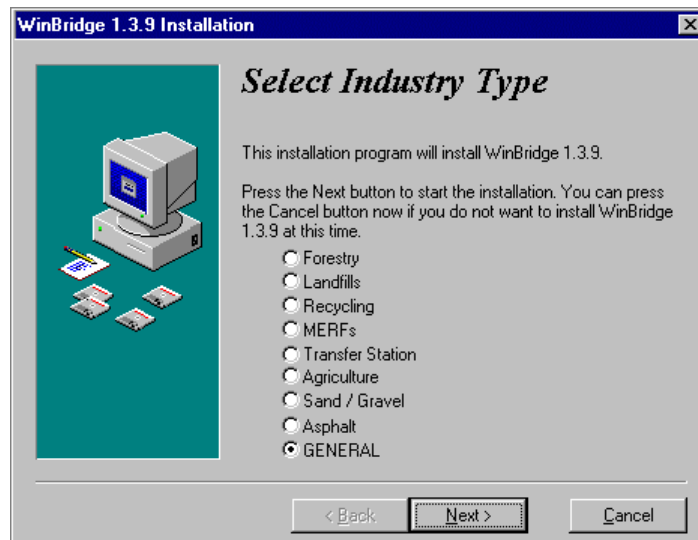 WinBridge 1.3.9 Installation
Select Industry Type
This installation program will install WinBridge 1.3.9.
Press the Next button to start the installation. You can press
the Cancel button now if you do not want to install WinBridge
1.3.9 at this time.
Forestry
Landfills
Recycling
MERFs
Transfer Station
Agriculture
Sand / Gravel
Asphalt
GENERAL
< Back
Next >
Cancel